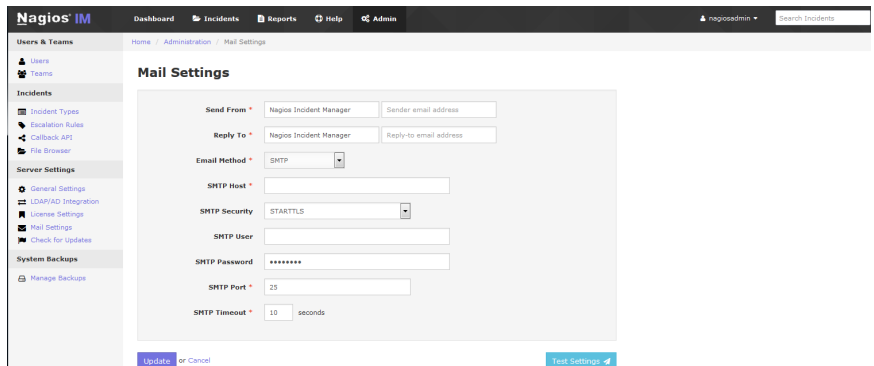 Nagios IM
Dashboard Incidents Reports Help Admin nagiosadmin Search Incidents
Users & Teams
Home / Administration / Mail Settings
Users
Teams
Mail Settings
Incidents
Incident Types
Escalation Rules
Callback API
File Browser
Server Settings
General Settings
LDAP/AD Integration
License Settings
Mail Settings
Check for Updates
System Backups
Manage Backups
Send From * Nagios Incident Manager Sender email address
Reply To * Nagios Incident Manager Reply-to email address
Email Method * SMTP
SMTP Host *
SMTP Security STARTTLS
SMTP User
SMTP Password ••••••••
SMTP Port * 25
SMTP Timeout * 10 seconds
Update or Cancel Test Settings